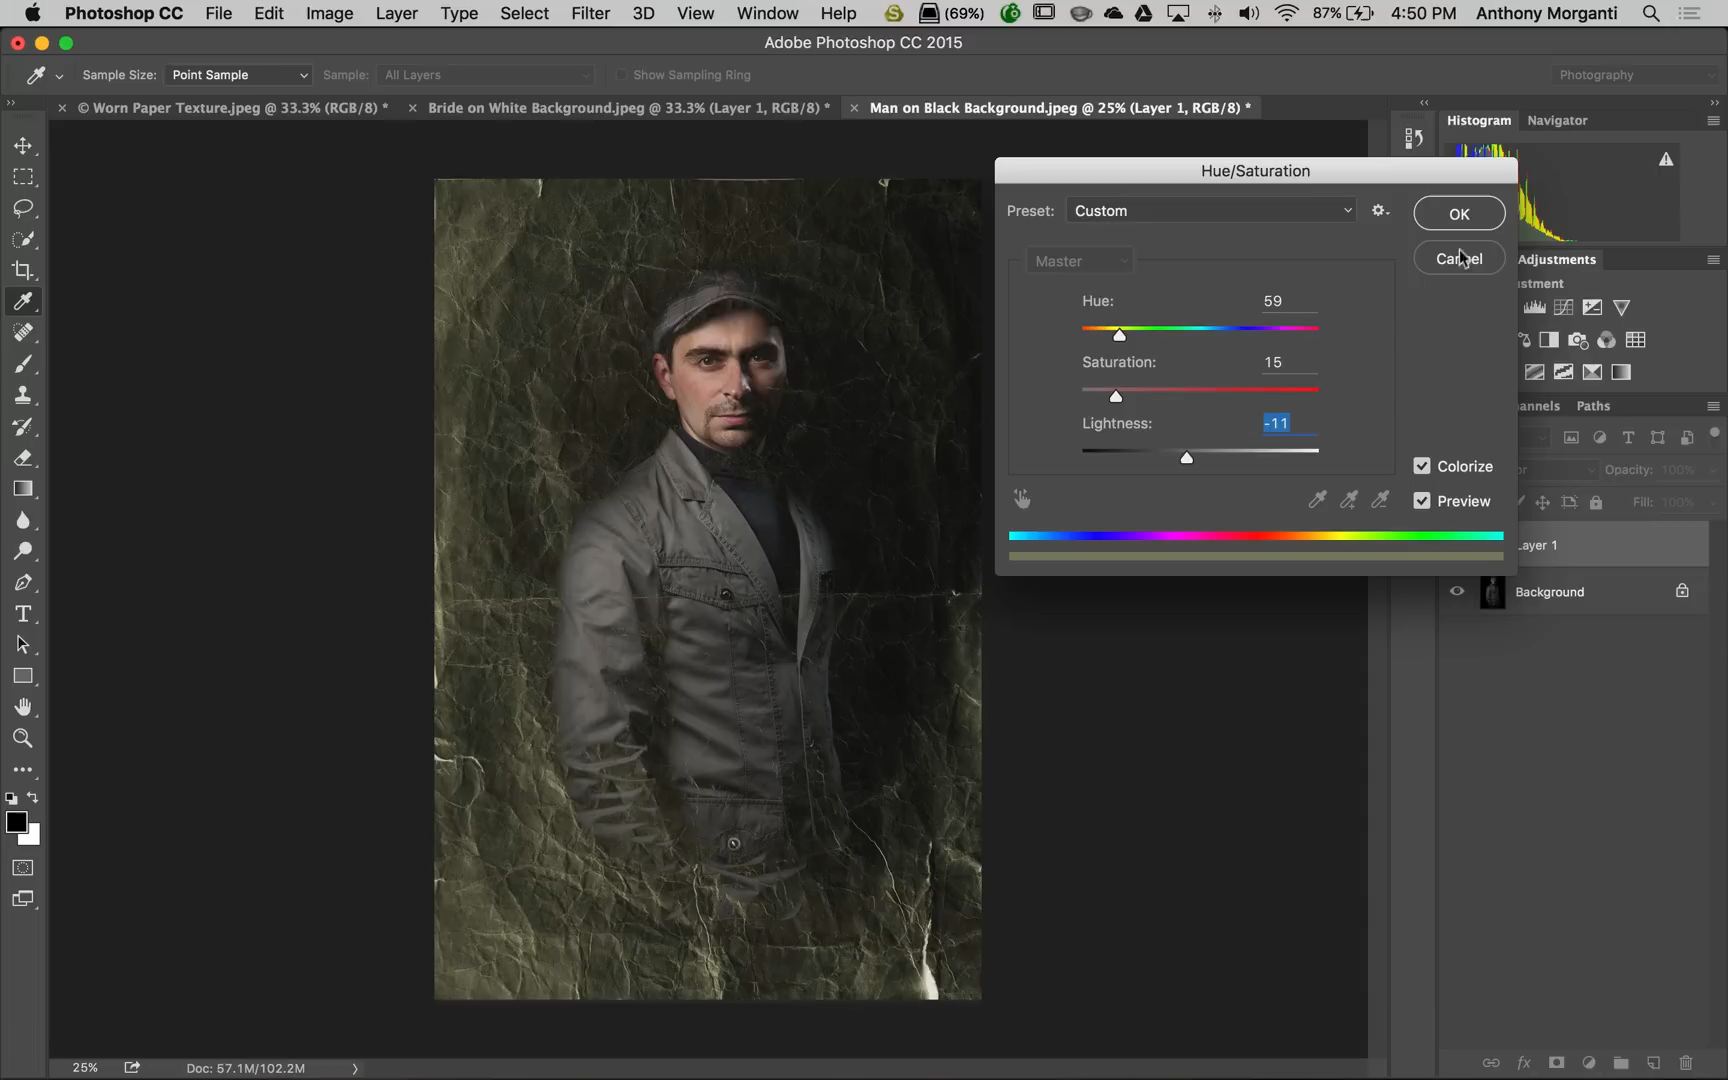 Photoshop CC File Edit Image Layer Type Select Filter 3D View Window Help (69%) 87% 4:50 PM Anthony Morganti
Adobe Photoshop CC 2015
Sample Size: Point Sample Sample: All Layers Show Sampling Ring Photography
© Worn Paper Texture.jpeg @ 33.3% (RGB/8) * Bride on White Background.jpeg @ 33.3% (Layer 1, RGB/8) * Man on Black Background.jpeg @ 25% (Layer 1, RGB/8) *
Histogram Navigator
Hue/Saturation
Preset: Custom OK
Master Cancel
Adjustments
Hue: 59
Saturation: 15
Lightness: -11
Paths
Colorize
Opacity: 100%
Preview
Fill: 100%
Layer 1
Background
25% Doc: 57.1M/102.2M